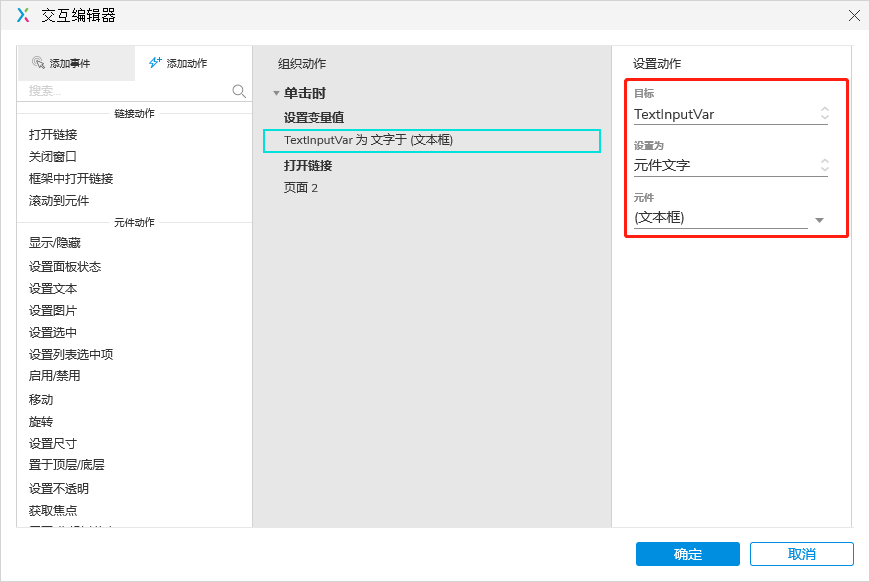 交互编辑器
添加事件
添加动作
搜索...
链接动作
打开链接
关闭窗口
框架中打开链接
滚动到元件
元件动作
显示/隐藏
设置面板状态
设置文本
设置图片
设置选中
设置列表选中项
启用/禁用
移动
旋转
设置尺寸
置于顶层/底层
设置不透明
获取焦点
组织动作
单击时
设置变量值
TextInputVar 为 文字于 (文本框)
打开链接
页面 2
设置动作
目标
TextInputVar
设置为
元件文字
元件
(文本框)
确定
取消